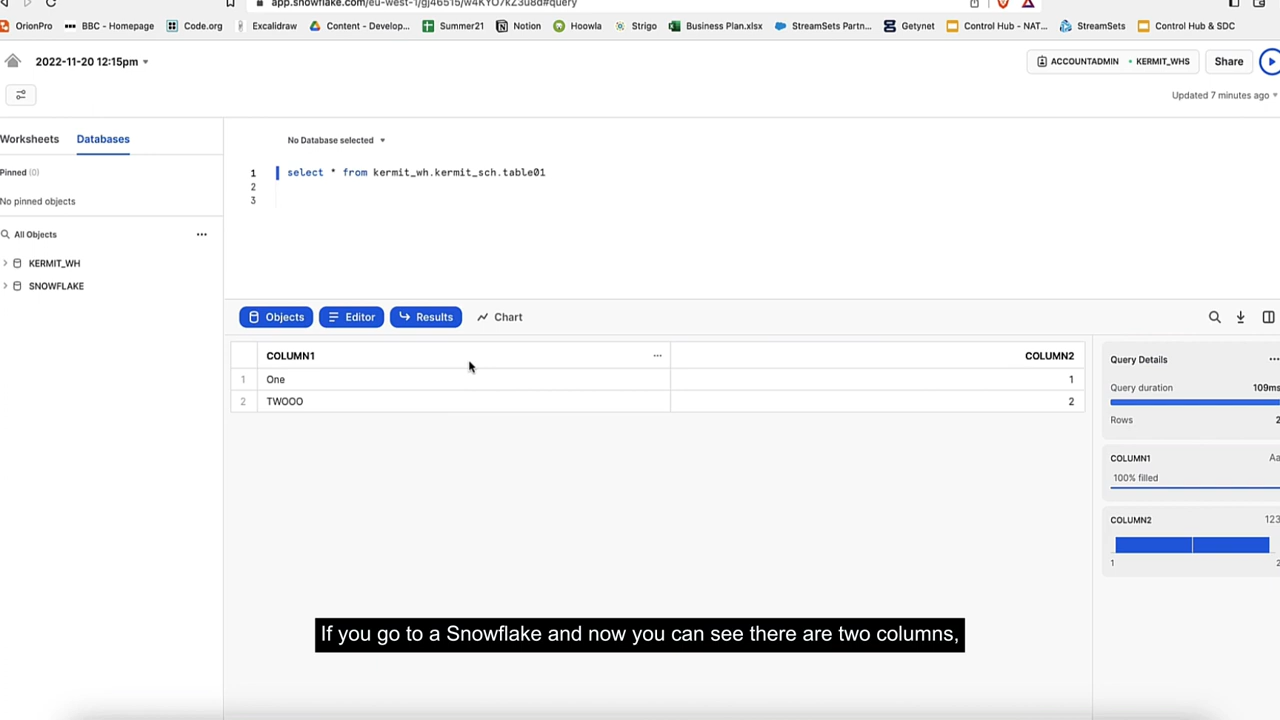 app.snowflake.com/eu-west-1/gj46515/w4KYO7kZ3u8d#query
OrionPro BBC - Homepage Code.org Excalidraw Content - Develop... Summer21 Notion Hoowla Strigo Business Plan.xlsx StreamSets Partn... Getynet Control Hub - NAT... StreamSets Control Hub & SDC
2022-11-20 12:15pm ACCOUNTADMIN • KERMIT_WHS Share
Updated 7 minutes ago
Worksheets Databases
No Database selected
Pinned (0)
1 select * from kermit_wh.kermit_sch.table01
2
3
No pinned objects
All Objects ...
KERMIT_WH
SNOWFLAKE
Objects Editor Results Chart
COLUMN1 ... COLUMN2
1 One 1
2 TWOOO 2
Query Details ...
Query duration 109ms
Rows 2
COLUMN1 Aa
100% filled
COLUMN2 123
1 2
If you go to a Snowflake and now you can see there are two columns,